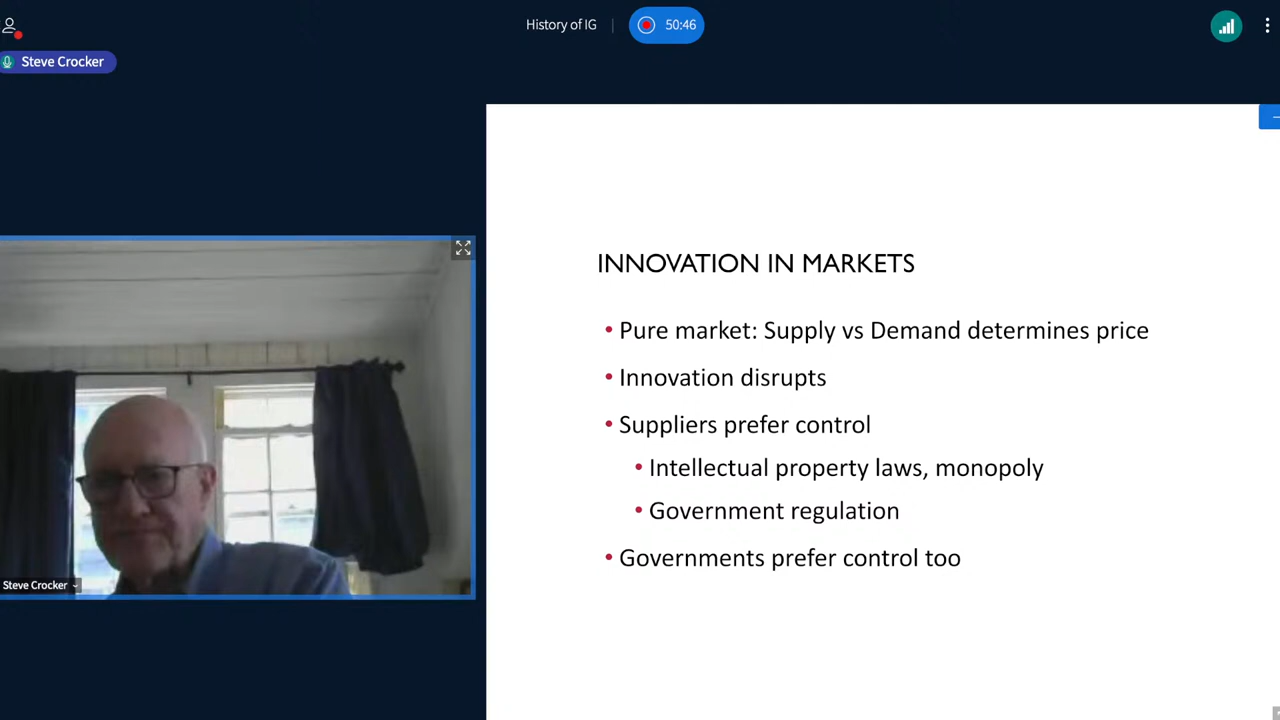 History of IG
50:46
Steve Crocker
INNOVATION IN MARKETS
• Pure market: Supply vs Demand determines price
• Innovation disrupts
• Suppliers prefer control
• Intellectual property laws, monopoly
• Government regulation
• Governments prefer control too
Steve Crocker